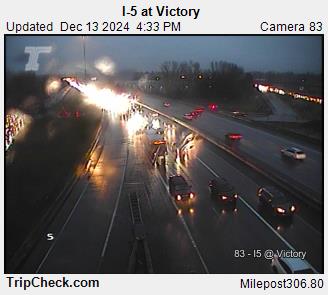 I-5 at Victory
Updated Dec 13 2024 4:33 PM Camera 83
T
S
83 - I5 @ Victory
TripCheck.com Milepost306.80